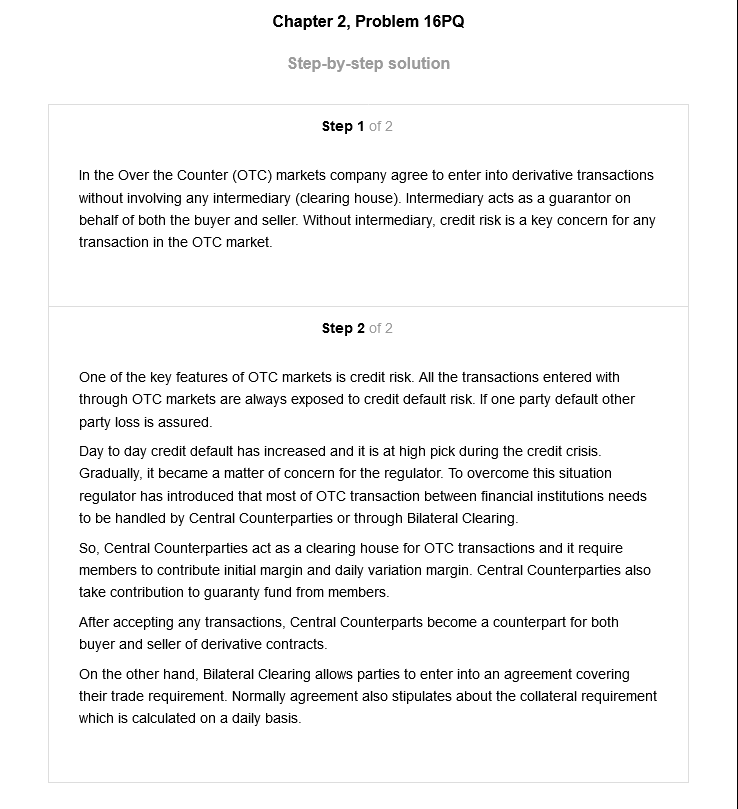 Chapter 2, Problem 16PQ
Step-by-step solution
Step 1 of 2
In the Over the Counter (OTC) markets company agree to enter into derivative transactions
without involving any intermediary (clearing house). Intermediary acts as a guarantor on
behalf of both the buyer and seller. Without intermediary, credit risk is a key concern for any
transaction in the OTC market.
Step 2 of 2
One of the key features of OTC markets is credit risk. All the transactions entered with
through OTC markets are always exposed to credit default risk. If one party default other
party loss is assured.
Day to day credit default has increased and it is at high pick during the credit crisis.
Gradually, it became a matter of concern for the regulator. To overcome this situation
regulator has introduced that most of OTC transaction between financial institutions needs
to be handled by Central Counterparties or through Bilateral Clearing.
So, Central Counterparties act as a clearing house for OTC transactions and it require
members to contribute initial margin and daily variation margin. Central Counterparties also
take contribution to guaranty fund from members.
After accepting any transactions, Central Counterparts become a counterpart for both
buyer and seller of derivative contracts.
On the other hand, Bilateral Clearing allows parties to enter into an agreement covering
their trade requirement. Normally agreement also stipulates about the collateral requirement
which is calculated on a daily basis.